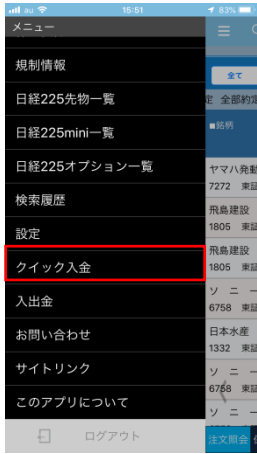 au 15:51 83%
メニュー
規制情報
日経225先物一覧
日経225mini一覧
日経225オプション一覧
検索履歴
設定
クイック入金
入出金
お問い合わせ
サイトリンク
このアプリについて
ログアウト
全て
全部約定
■銘柄
ヤマハ発動
7272 東証
飛島建設
1805 東証
飛島建設
1805 東証
ソ ニ ー
6758 東証
日本水産
1332 東証
ソ ニ ー
6758 東証
ソ ニ ー
注文照会